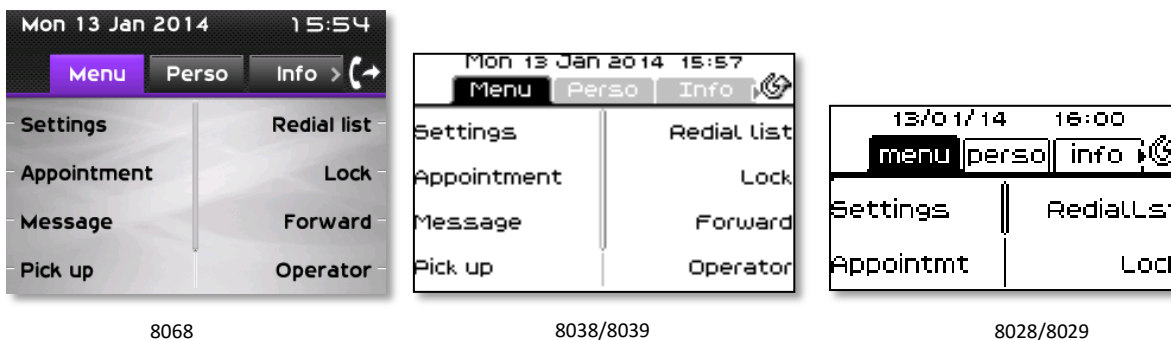 Mon 13 Jan 2014 15:54
Menu Perso Info >
Settings Redial list
Appointment Lock
Message Forward
Pick up Operator
8068
Mon 13 Jan 2014 15:57
Menu Perso Info
Settings Redial list
Appointment Lock
Message Forward
Pick up Operator
8038/8039
13/01/14 16:00
menu perso info
Settings RedialLst
Appointmt Lock
8028/8029